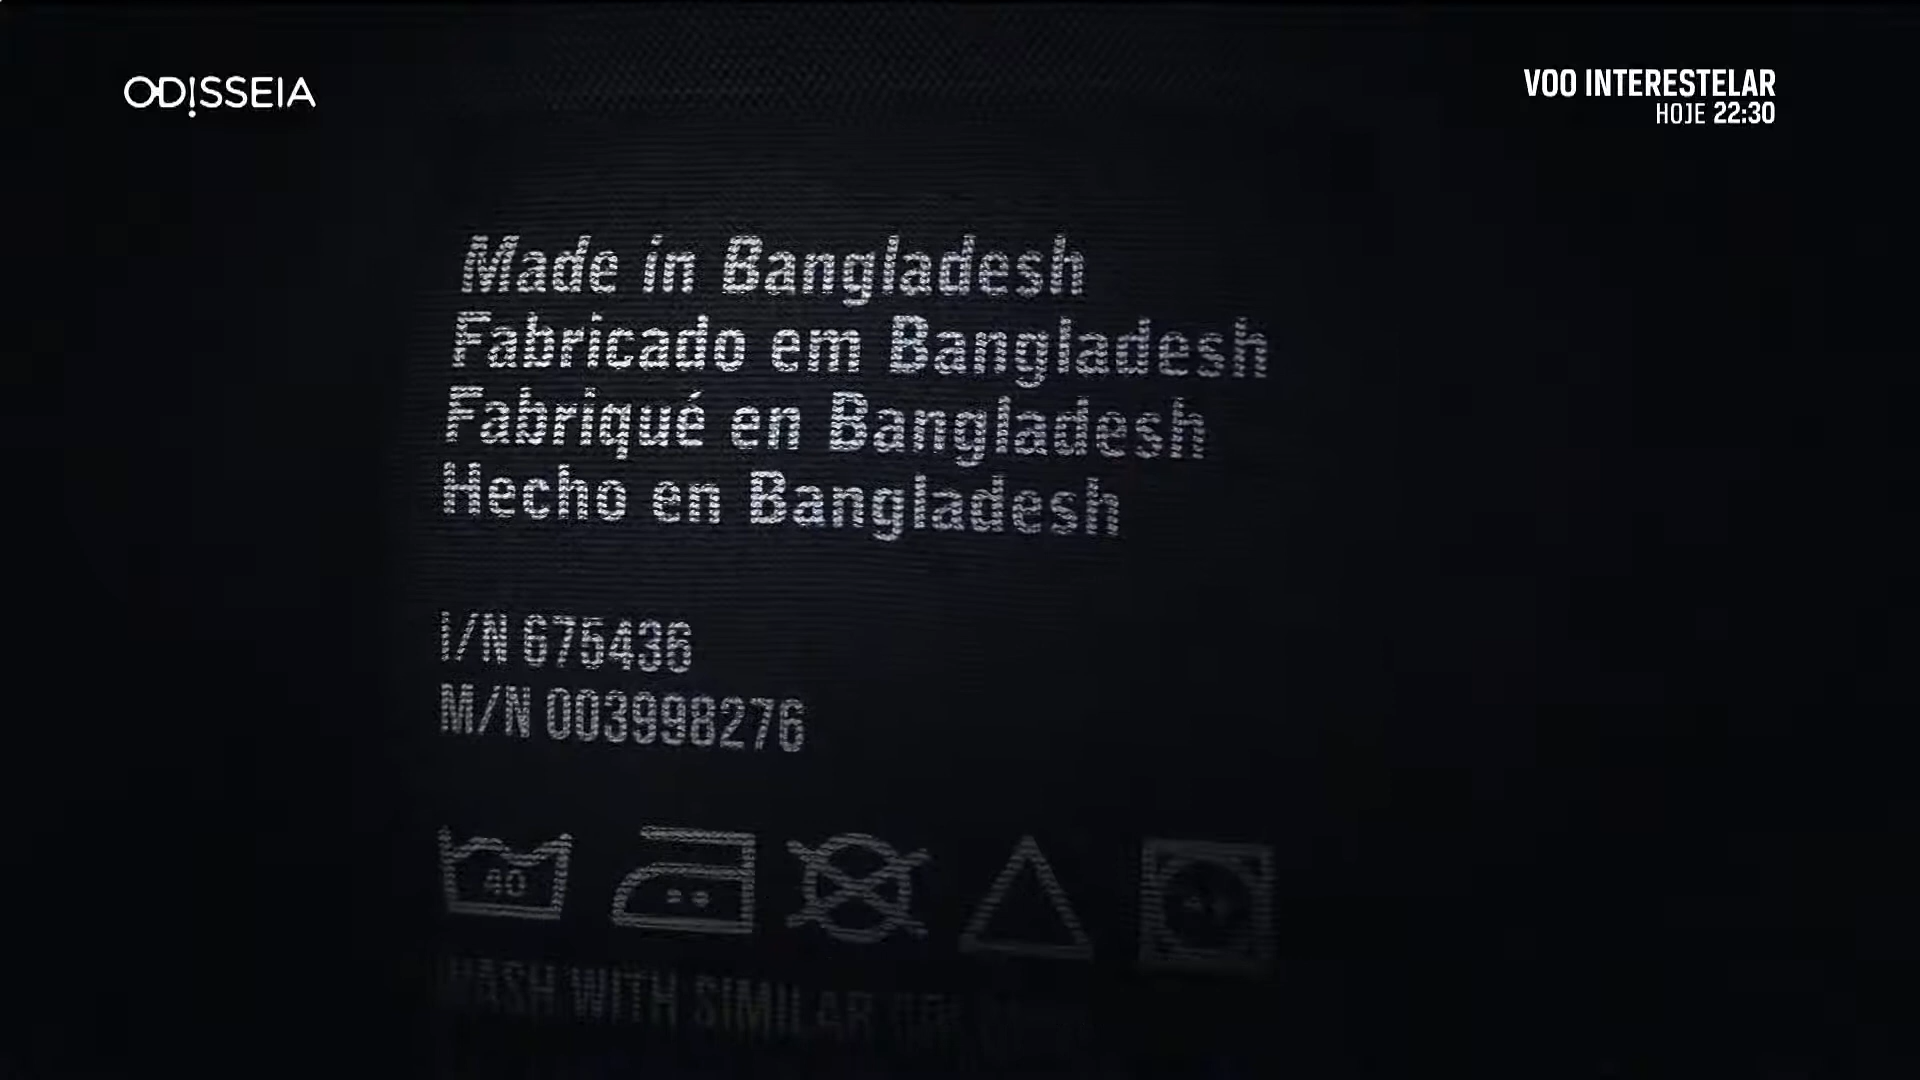 ODISSEIA
VOO INTERESTELAR
HOJE 22:30
Made in Bangladesh
Fabricado em Bangladesh
Fabriqué en Bangladesh
Hecho en Bangladesh
I/N 675436
M/N 003998276
40
WASH WITH SIMILAR